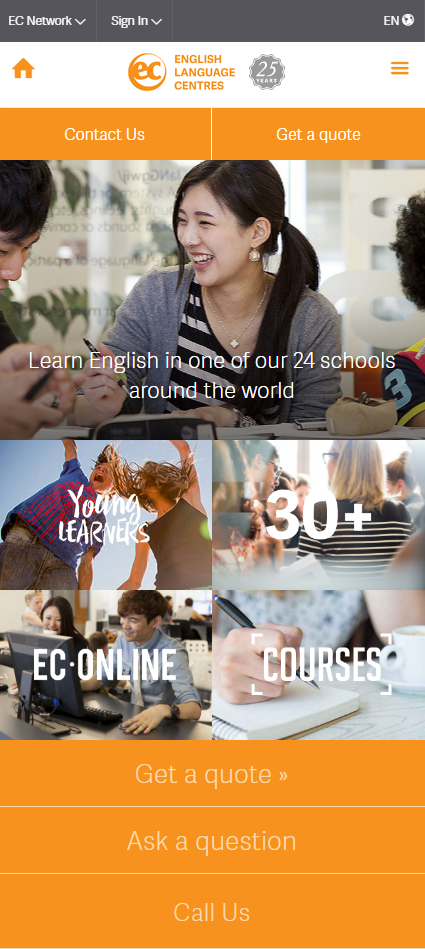 EC Network
Sign In
EN
ec
ENGLISH
LANGUAGE
CENTRES
25
YEARS
Contact Us
Get a quote
Learn English in one of our 24 schools
around the world
Young
LEARNERS
30+
EC·ONLINE
COURSES
Get a quote »
Ask a question
Call Us